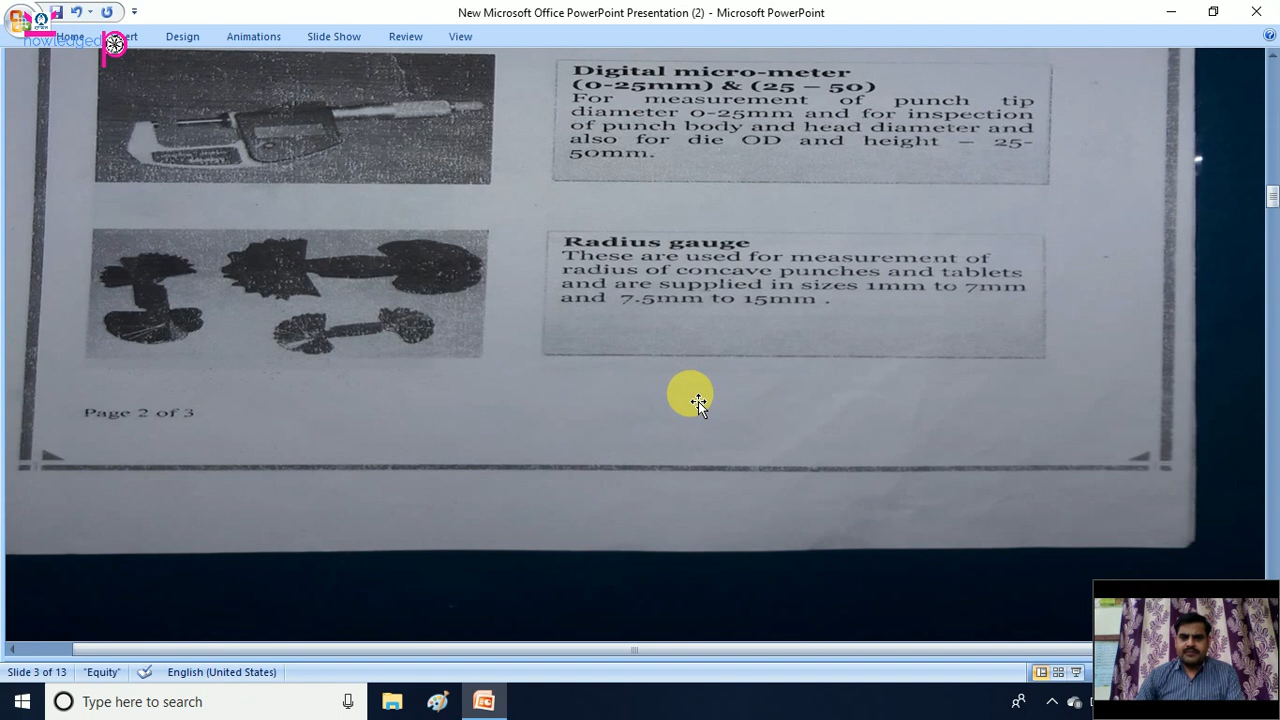 New Microsoft Office PowerPoint Presentation (2) - Microsoft PowerPoint
Home Insert Design Animations Slide Show Review View
nowledged
Digital micro-meter
(0-25mm) & (25 – 50)
For measurement of punch tip
diameter 0-25mm and for inspection
of punch body and head diameter and
also for die OD and height – 25-
50mm.
Radius gauge
These are used for measurement of
radius of concave punches and tablets
and are supplied in sizes 1mm to 7mm
and 7.5mm to 15mm .
Page 2 of 3
Slide 3 of 13 "Equity" English (United States)
Type here to search